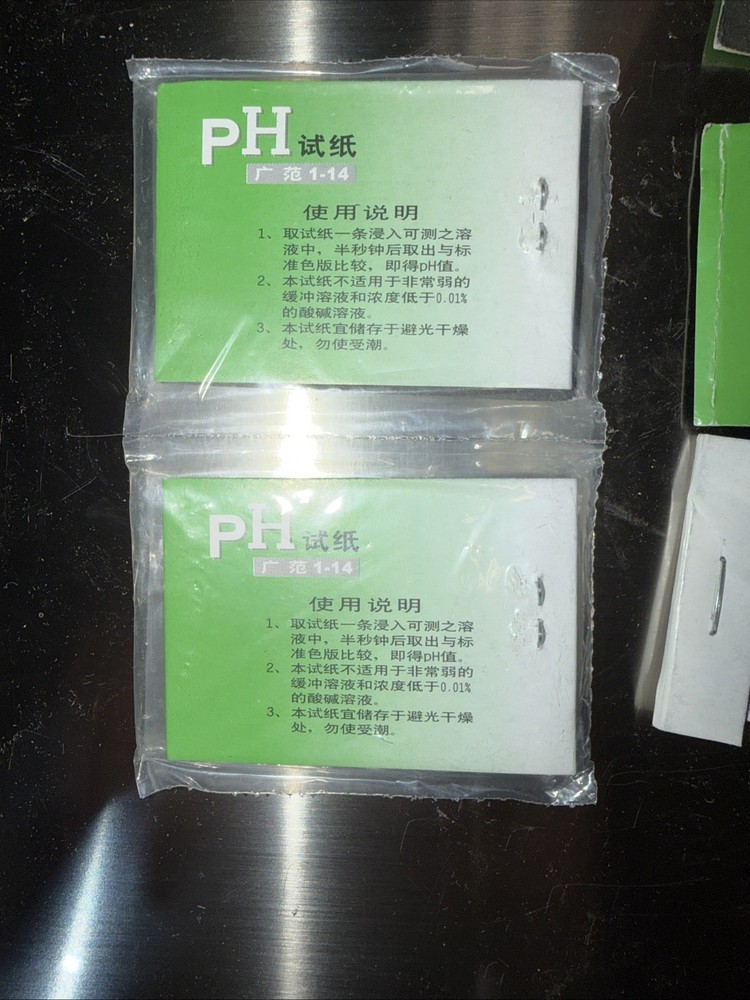 PH试纸
广范1-14
使用说明
1、取试纸一条浸入可测之溶
液中，半秒钟后取出与标
准色版比较，即得pH值。
2、本试纸不适用于非常弱的
缓冲溶液和浓度低于0.01%
的酸碱溶液。
3、本试纸宜储存于避光干燥
处，勿使受潮。
PH试纸
广范1-14
使用说明
1、取试纸一条浸入可测之溶
液中，半秒钟后取出与标
准色版比较，即得pH值。
2、本试纸不适用于非常弱的
缓冲溶液和浓度低于0.01%
的酸碱溶液。
3、本试纸宜储存于避光干燥
处，勿使受潮。